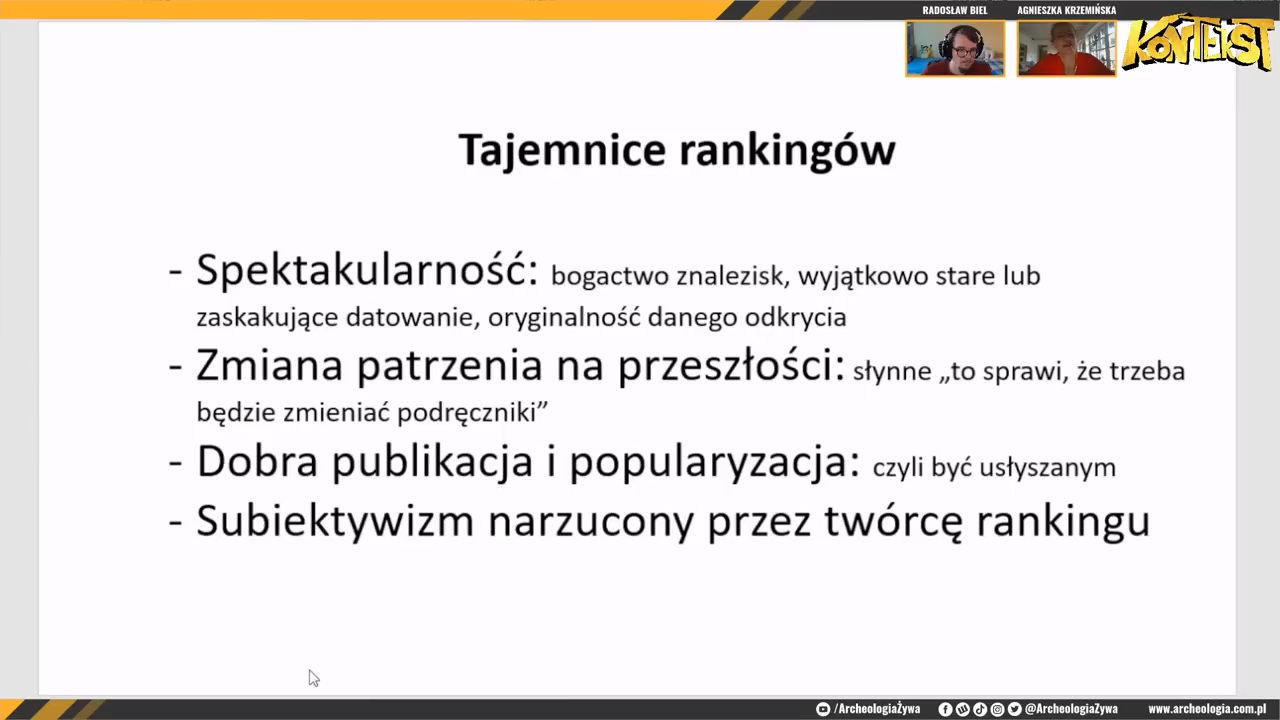 RADOSŁAW BIEL
AGNIESZKA KRZEMIŃSKA
KONTEKST
Tajemnice rankingów
- Spektakularność: bogactwo znalezisk, wyjątkowo stare lub
zaskakujące datowanie, oryginalność danego odkrycia
- Zmiana patrzenia na przeszłości: słynne „to sprawi, że trzeba
będzie zmieniać podręczniki”
- Dobra publikacja i popularyzacja: czyli być usłyszanym
- Subiektywizm narzucony przez twórcę rankingu
/ArcheologiaŻywa
@ArcheologiaŻywa
www.archeologia.com.pl